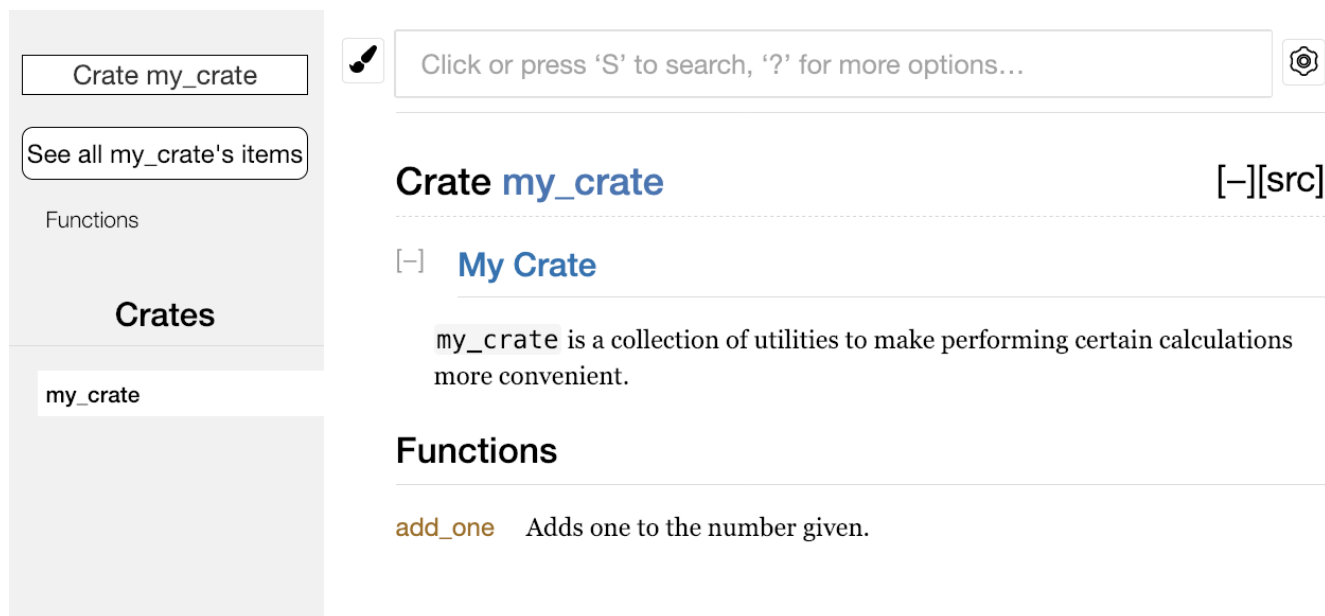 Crate my_crate
See all my_crate's items
Functions
Crates
my_crate
Click or press ‘S’ to search, ‘?’ for more options…
Crate my_crate
[−][src]
[−]
My Crate
my_crate is a collection of utilities to make performing certain calculations
more convenient.
Functions
add_one Adds one to the number given.